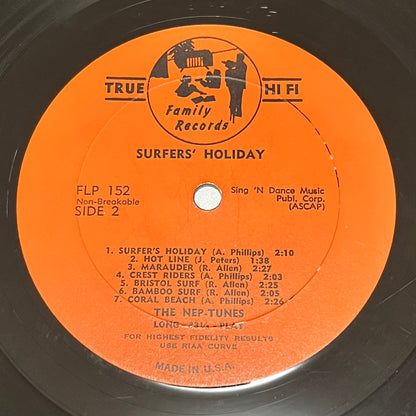 TRUE HI FI
Family
Records
SURFERS' HOLIDAY
FLP 152
Non-Breakable
SIDE 2
Sing 'N Dance Music
Publ. Corp.
(ASCAP)
1. SURFER'S HOLIDAY (A. Phillips) 2:10
2. HOT LINE (J. Peters) 1:38
3. MARAUDER (R. Allen) 2:27
4. CREST RIDERS (A. Phillips) 2:03
5. BRISTOL SURF (R. Allen) 2:25
6. BAMBOO SURF (R. Allen) 2:05
7. CORAL BEACH (A. Phillips) 2:26
THE NEP-TUNES
LONG 33⅓ PLAY
FOR HIGHEST FIDELITY RESULTS
USE RIAA CURVE
MADE IN U.S.A.